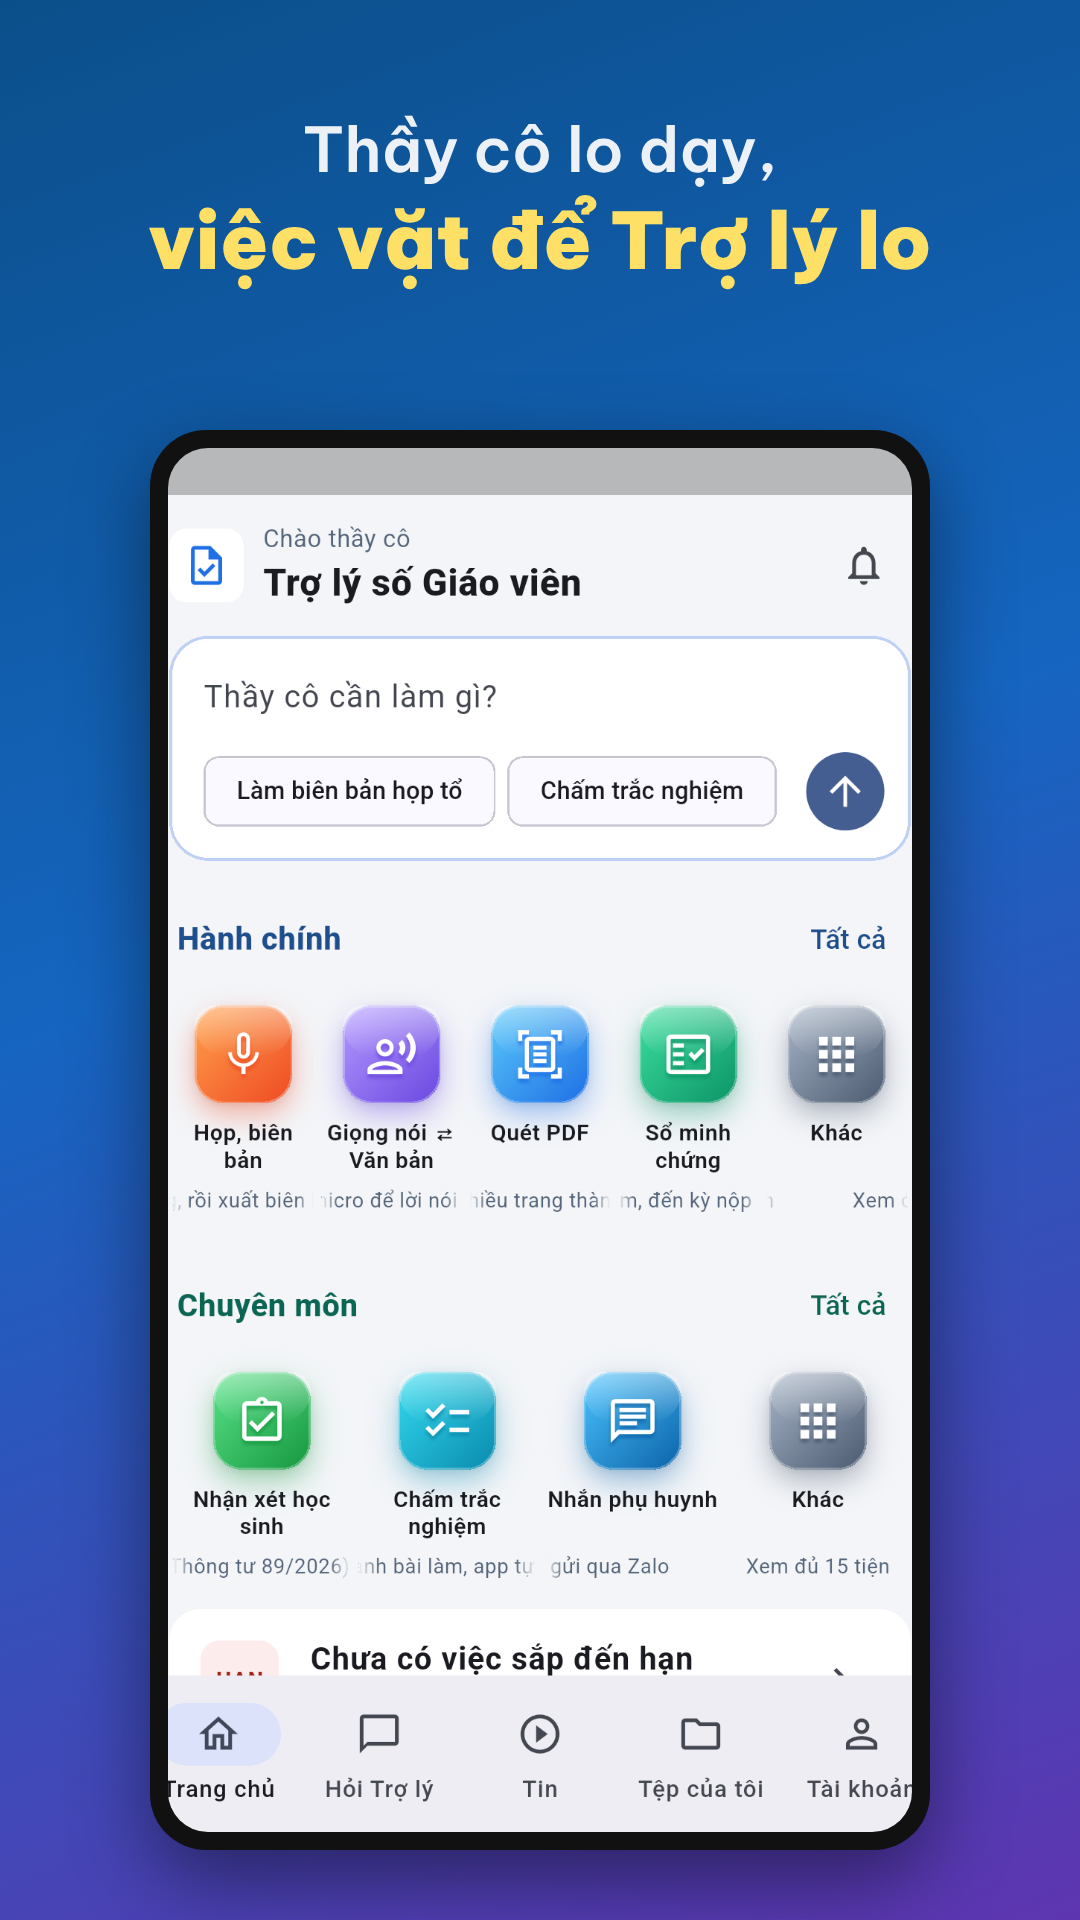 Thầy cô lo dạy,
việc vặt để Trợ lý lo
Chào thầy cô
Trợ lý số Giáo viên
Thầy cô cần làm gì?
Làm biên bản họp tổ
Chấm trắc nghiệm
Hành chính
Tất cả
Họp, biên bản
Giọng nói ⇄ Văn bản
Quét PDF
Sổ minh chứng
Khác
, rồi xuất biên
để lời nói
trang
, đến kỳ nộp
Xem
Chuyên môn
Tất cả
Nhận xét học sinh
Chấm trắc nghiệm
Nhắn phụ huynh
Khác
Thông tư 89/2026)
bài làm, app tự
gửi qua Zalo
Xem đủ 15 tiện
Chưa có việc sắp đến hạn
Trang chủ
Hỏi Trợ lý
Tin
Tệp của tôi
Tài khoản